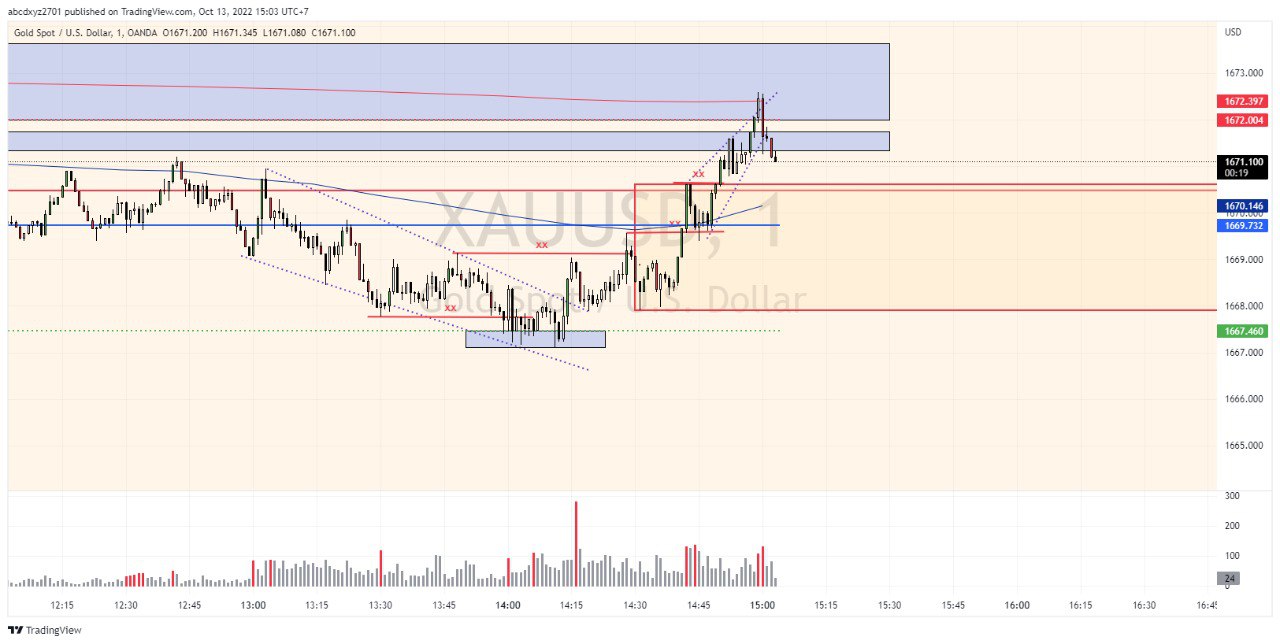 abcdxyz2701 published on TradingView.com, Oct 13, 2022 15:03 UTC+7
Gold Spot / U.S. Dollar, 1, OANDA O1671.200 H1671.345 L1671.080 C1671.100
USD
1673.000
1672.397
1672.004
1671.100
00:19
1670.146
1670.000
1669.732
1669.000
1668.000
1667.460
1667.000
1666.000
1665.000
XAUUSD, 1
Gold Spot / U.S. Dollar
xx
xx
xx
xx
300
200
100
24
0
12:15 12:30 12:45 13:00 13:15 13:30 13:45 14:00 14:15 14:30 14:45 15:00 15:15 15:30 15:45 16:00 16:15 16:30 16:45
TradingView